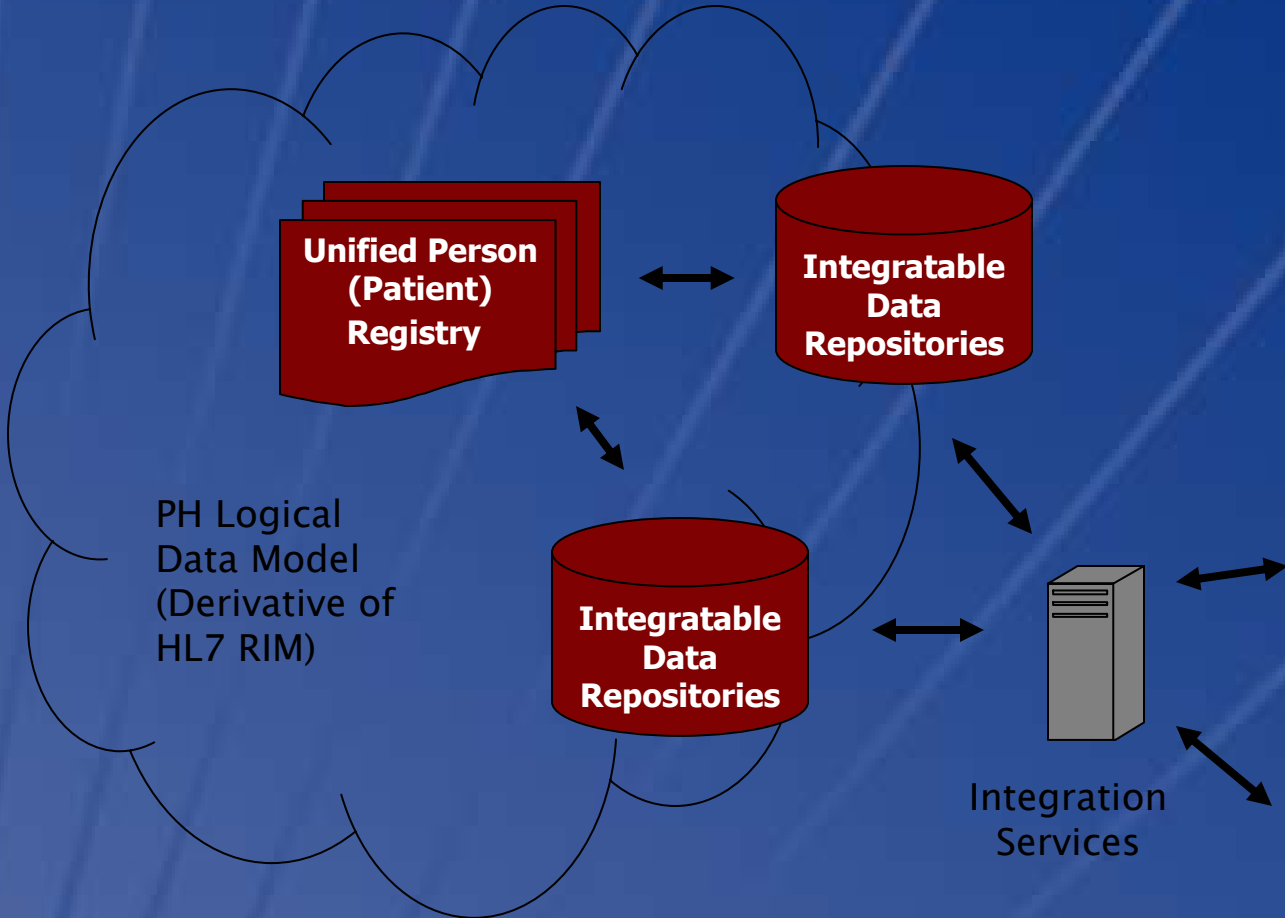 Unified Person
(Patient)
Registry
Integratable
Data
Repositories
PH Logical
Data Model
(Derivative of
HL7 RIM)
Integratable
Data
Repositories
Integration
Services